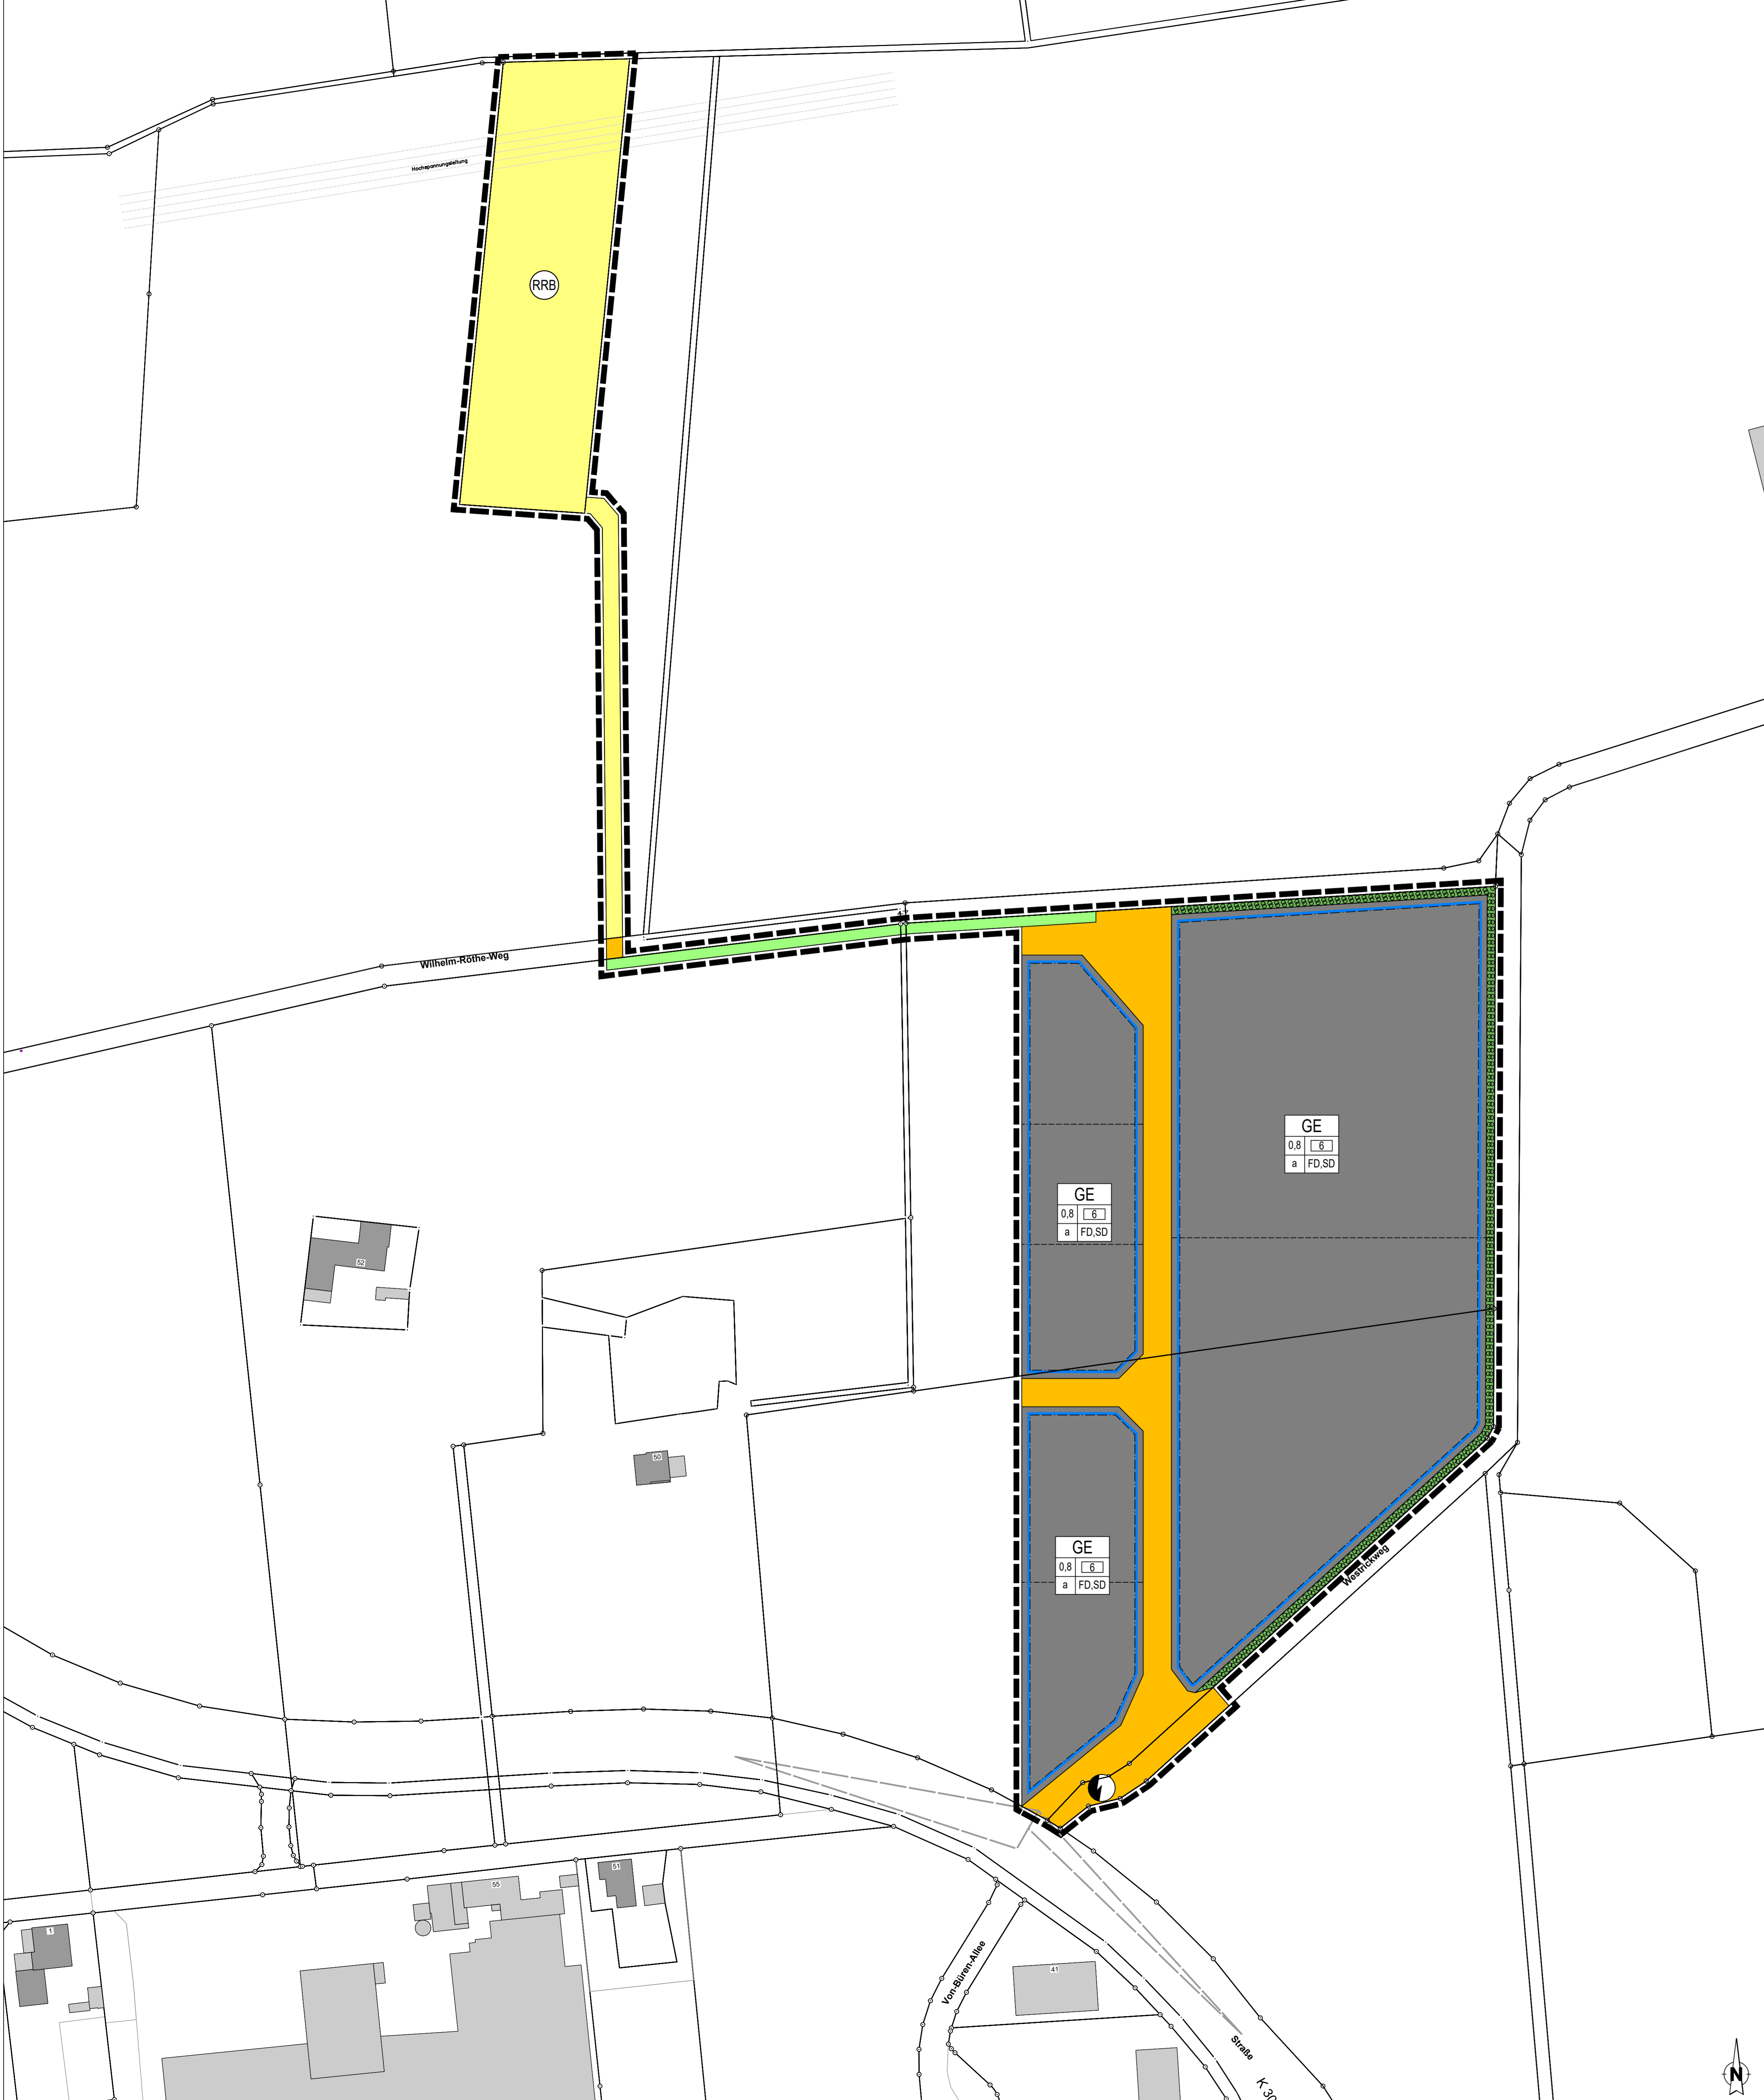 Hochspannungsleitung
RRB
Wilhelm-Röthe-Weg
GE
0,8 6
a FD,SD
GE
0,8 6
a FD,SD
52
50
GE
0,8 6
a FD,SD
Westrickweg
51
55
1
Von-Büren-Allee
41
Straße
K 30
N